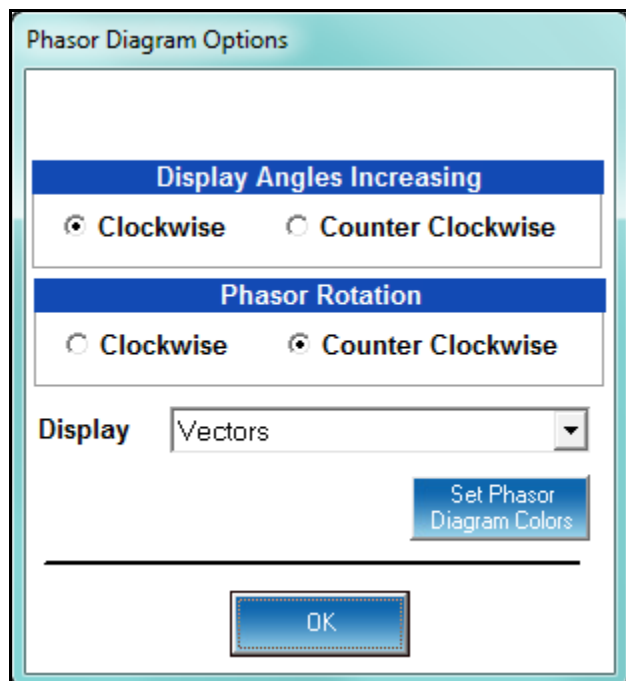 Phasor Diagram Options
Display Angles Increasing
Clockwise Counter Clockwise
Phasor Rotation
Clockwise Counter Clockwise
Display Vectors
Set Phasor
Diagram Colors
OK